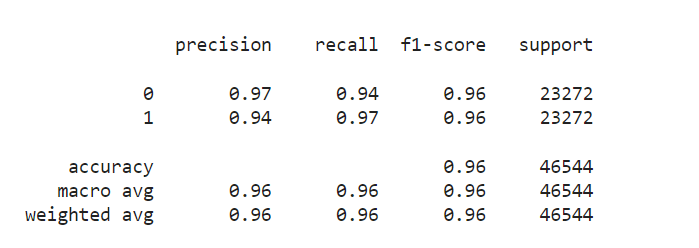 precision recall f1-score support
0 0.97 0.94 0.96 23272
1 0.94 0.97 0.96 23272
accuracy 0.96 46544
macro avg 0.96 0.96 0.96 46544
weighted avg 0.96 0.96 0.96 46544